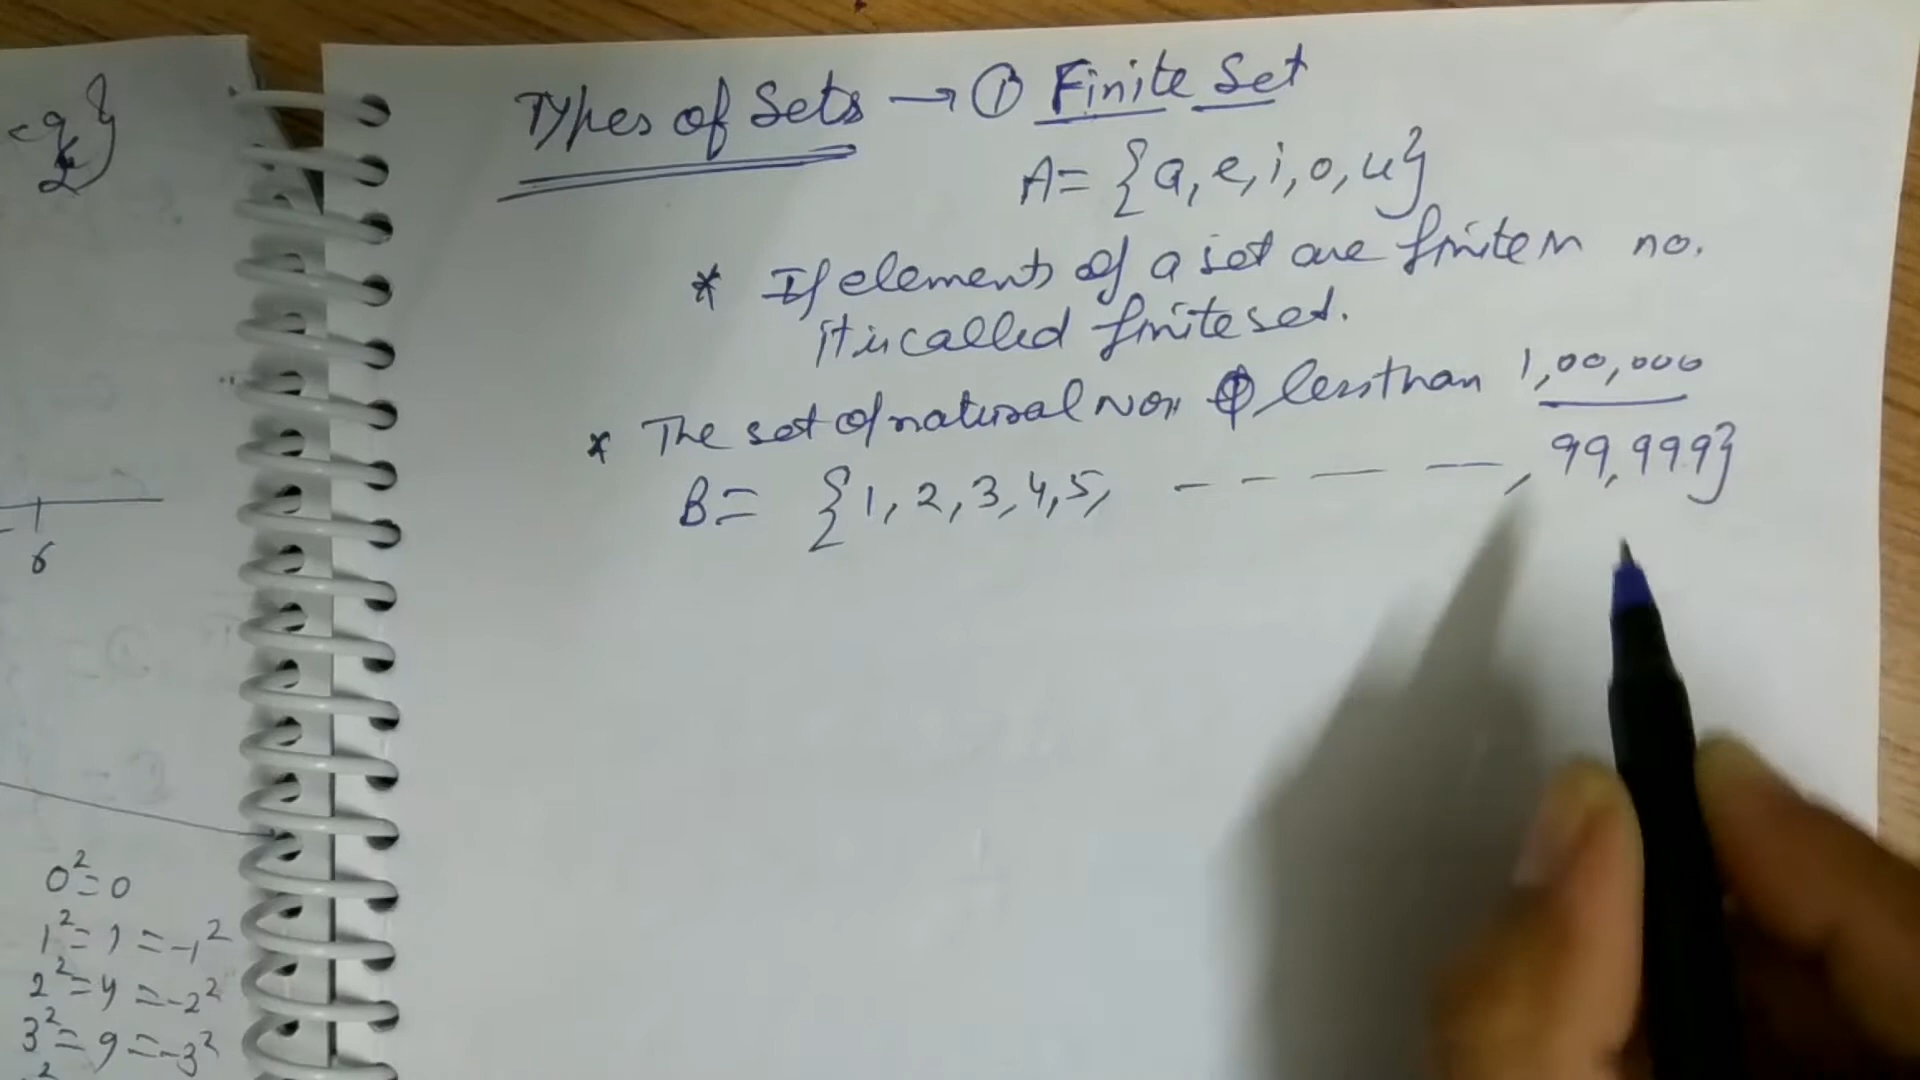 Types of Sets → ① Finite Set
A = {a, e, i, o, u}
* If elements of a set are finite in no.
it is called finite set.
* The set of natural Nos. less than 1,00,000
B = {1, 2, 3, 4, 5, - - — —, 99,999}
6
0² = 0
1² = 1 = -1²
2² = 4 = -2²
3² = 9 = -3²